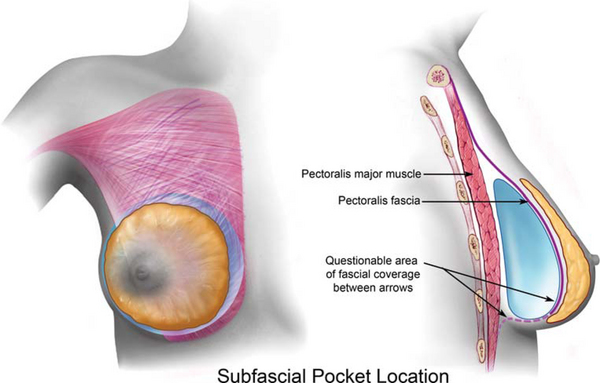 Pectoralis major muscle
Pectoralis fascia
Questionable area
of fascial coverage
between arrows
Subfascial Pocket Location